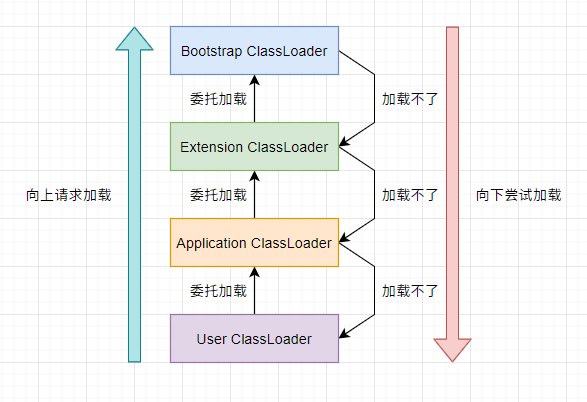 Bootstrap ClassLoader
委托加载
加载不了
Extension ClassLoader
向上请求加载
委托加载
加载不了
向下尝试加载
Application ClassLoader
委托加载
加载不了
User ClassLoader